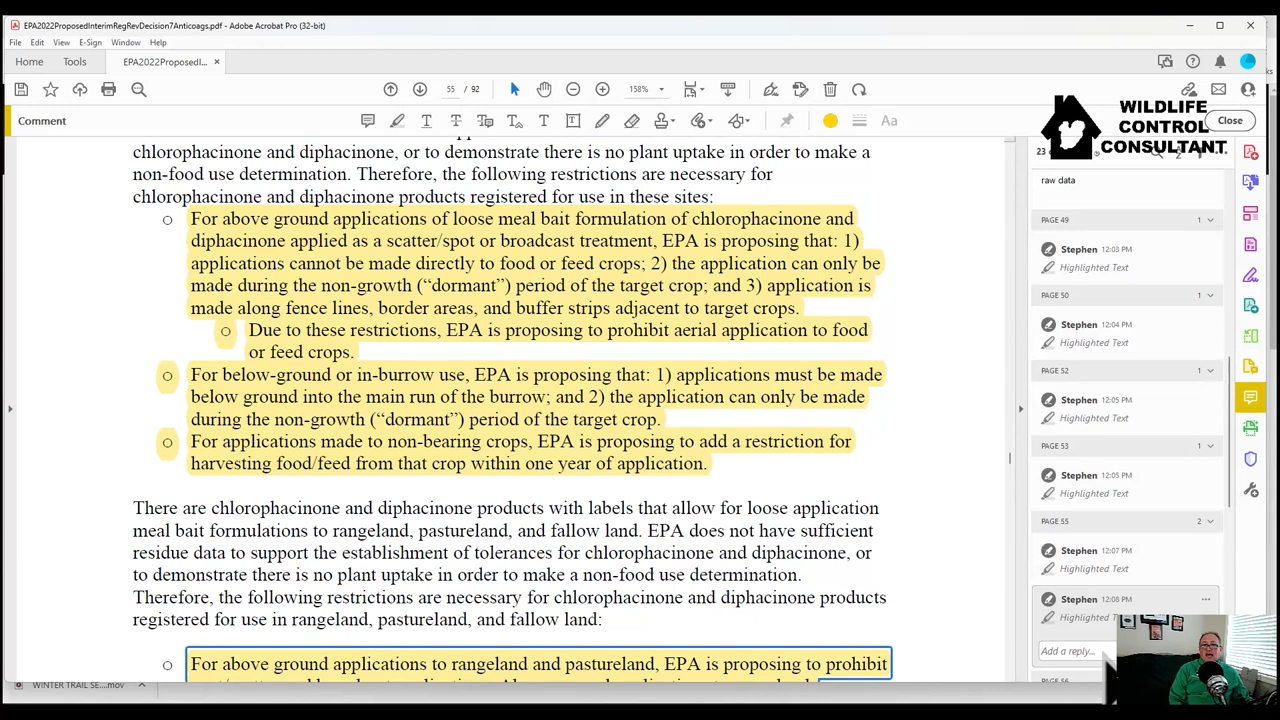 EPA2022ProposedInterimRegRevDecision7Anticoags.pdf - Adobe Acrobat Pro (32-bit)
File Edit View E-Sign Window Help
Home Tools EPA2022ProposedI...
55 / 92 158%
Comment
Close
WILDLIFE
CONTROL
CONSULTANT
chlorophacinone and diphacinone, or to demonstrate there is no plant uptake in order to make a
non-food use determination. Therefore, the following restrictions are necessary for
chlorophacinone and diphacinone products registered for use in these sites:
For above ground applications of loose meal bait formulation of chlorophacinone and
diphacinone applied as a scatter/spot or broadcast treatment, EPA is proposing that: 1)
applications cannot be made directly to food or feed crops; 2) the application can only be
made during the non-growth (“dormant”) period of the target crop; and 3) application is
made along fence lines, border areas, and buffer strips adjacent to target crops.
Due to these restrictions, EPA is proposing to prohibit aerial application to food
or feed crops.
For below-ground or in-burrow use, EPA is proposing that: 1) applications must be made
below ground into the main run of the burrow; and 2) the application can only be made
during the non-growth (“dormant”) period of the target crop.
For applications made to non-bearing crops, EPA is proposing to add a restriction for
harvesting food/feed from that crop within one year of application.
There are chlorophacinone and diphacinone products with labels that allow for loose application
meal bait formulations to rangeland, pastureland, and fallow land. EPA does not have sufficient
residue data to support the establishment of tolerances for chlorophacinone and diphacinone, or
to demonstrate there is no plant uptake in order to make a non-food use determination.
Therefore, the following restrictions are necessary for chlorophacinone and diphacinone products
registered for use in rangeland, pastureland, and fallow land:
For above ground applications to rangeland and pastureland, EPA is proposing to prohibit
23
raw data
PAGE 49 1
Stephen 12:03 PM
Highlighted Text
PAGE 50 1
Stephen 12:04 PM
Highlighted Text
PAGE 52 1
Stephen 12:05 PM
Highlighted Text
PAGE 53 1
Stephen 12:05 PM
Highlighted Text
PAGE 55 2
Stephen 12:07 PM
Highlighted Text
Stephen 12:08 PM
Highlighted Text
Add a reply...
WINTER TRAIL SE....mov